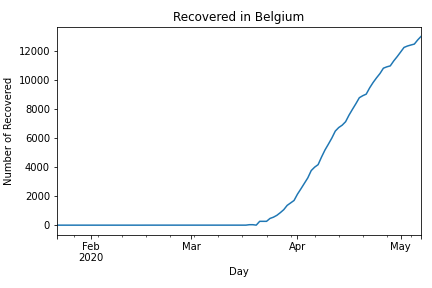 Recovered in Belgium
Number of Recovered
12000
10000
8000
6000
4000
2000
0
Feb
2020
Mar
Apr
May
Day